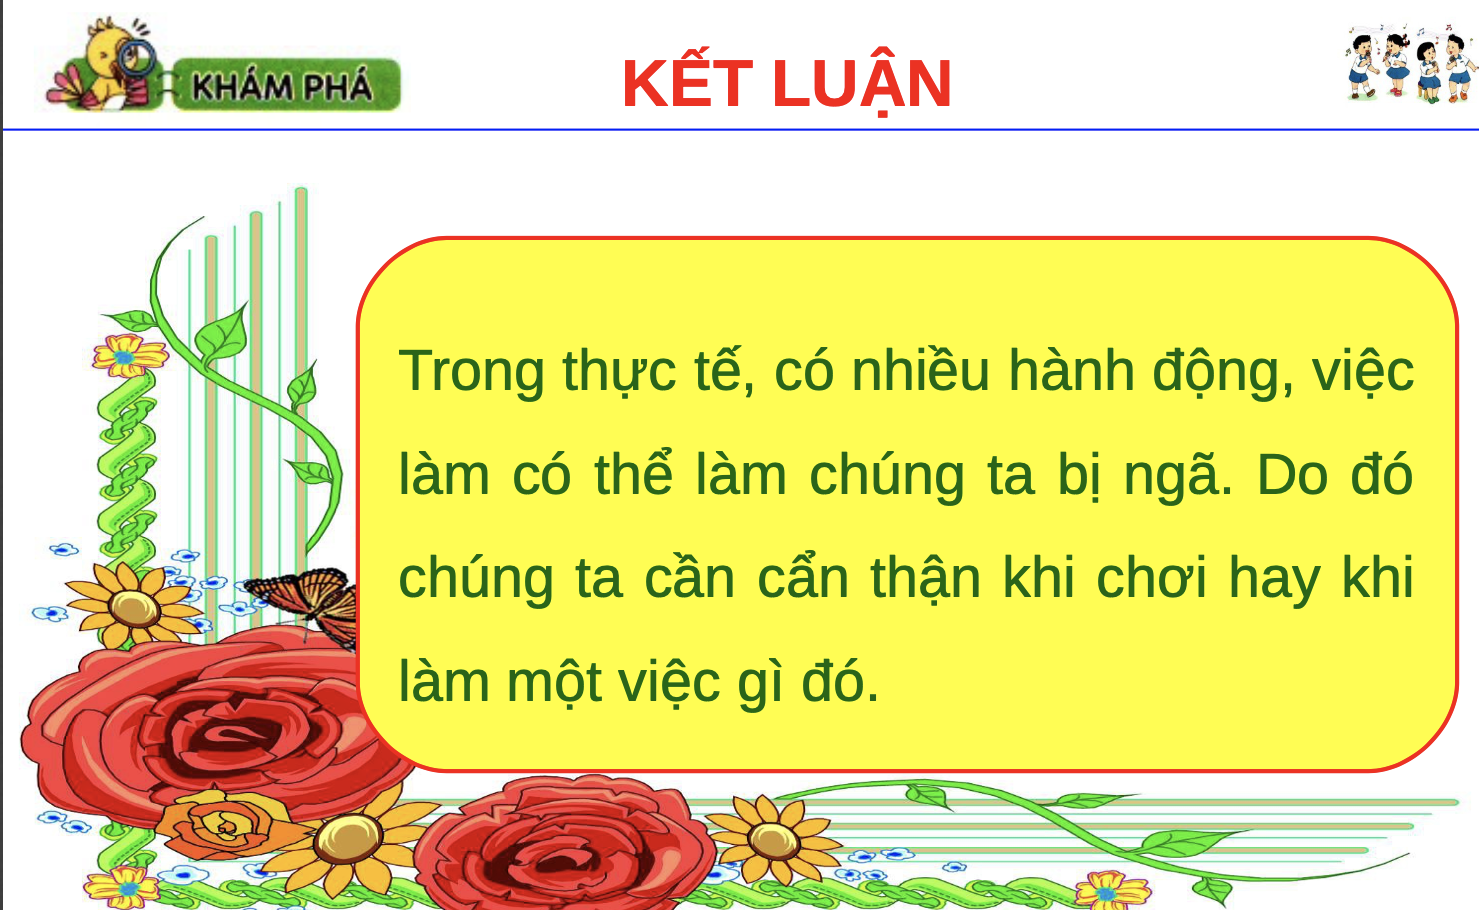 KHÁM PHÁ
KẾT LUẬN
Trong thực tế, có nhiều hành động, việc
làm có thể làm chúng ta bị ngã. Do đó
chúng ta cần cẩn thận khi chơi hay khi
làm một việc gì đó.